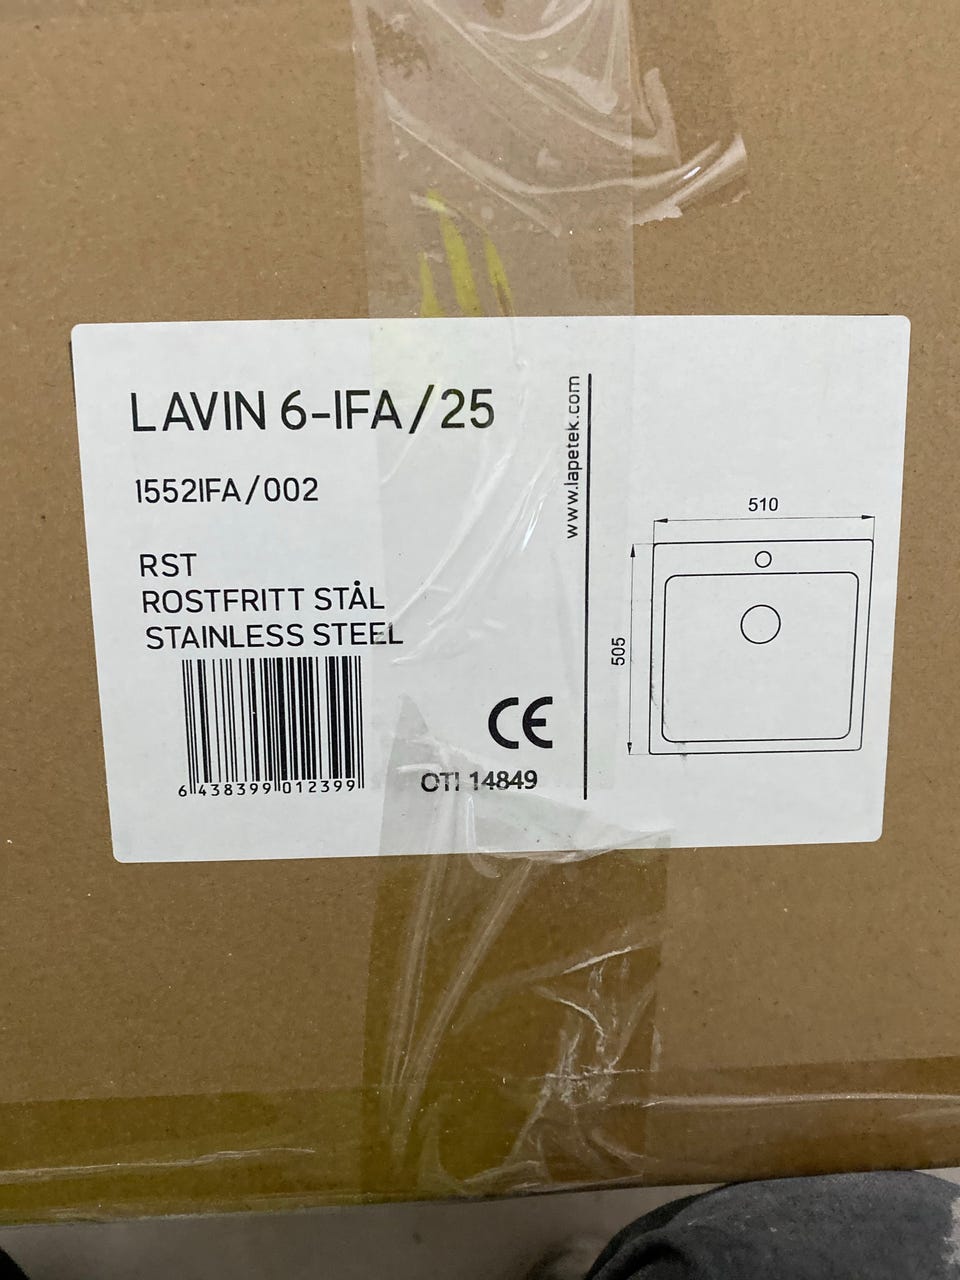 LAVIN 6-IFA/25
1552IFA/002
RST
ROSTFRITT STÅL
STAINLESS STEEL
6 438399 012399
CE
OTI 14849
www.lapetek.com
510
505